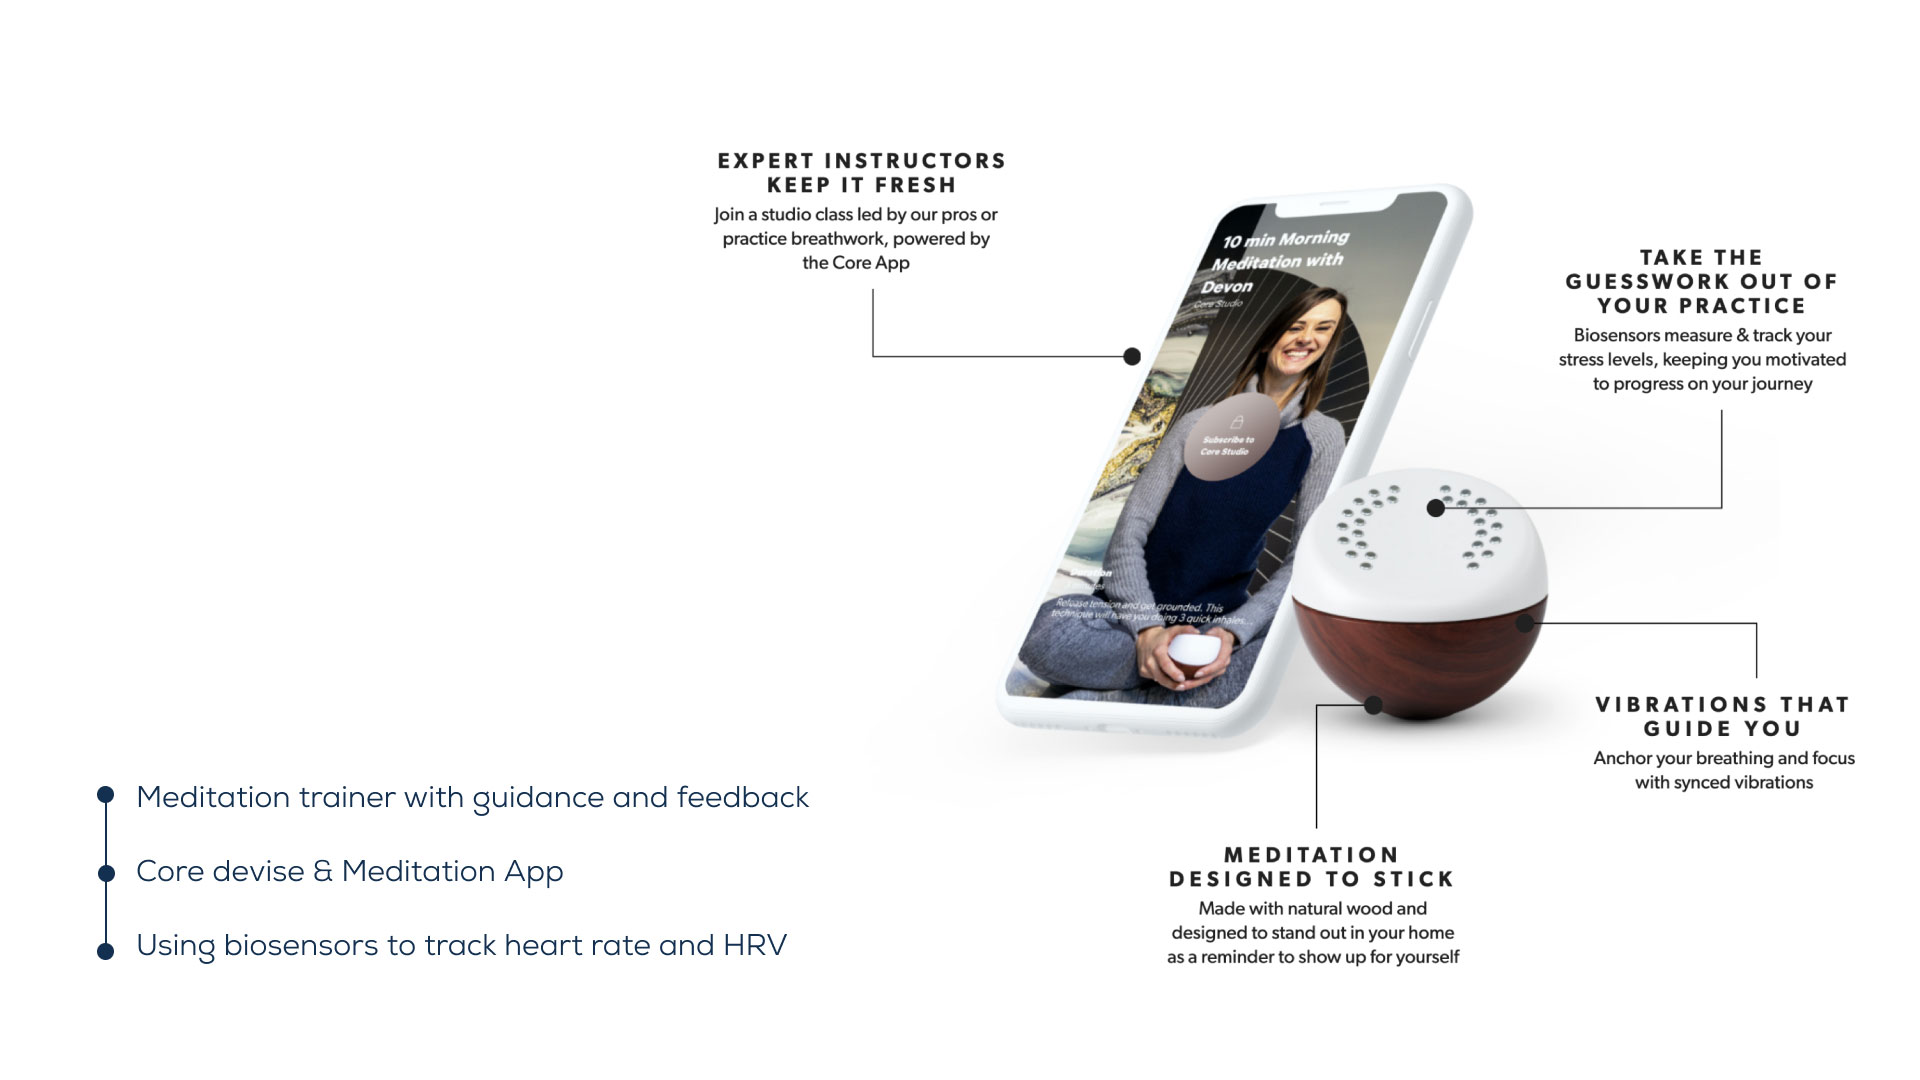 EXPERT INSTRUCTORS
KEEP IT FRESH
Join a studio class led by our pros or
practice breathwork, powered by
the Core App
10 min Morning
Meditation with
Devon
Core Studio
Subscribe to
Core Studio
Release tension and get grounded. This
technique will have you doing 3 quick inhales...
TAKE THE
GUESSWORK OUT OF
YOUR PRACTICE
Biosensors measure & track your
stress levels, keeping you motivated
to progress on your journey
VIBRATIONS THAT
GUIDE YOU
Anchor your breathing and focus
with synced vibrations
MEDITATION
DESIGNED TO STICK
Made with natural wood and
designed to stand out in your home
as a reminder to show up for yourself
Meditation trainer with guidance and feedback
Core devise & Meditation App
Using biosensors to track heart rate and HRV